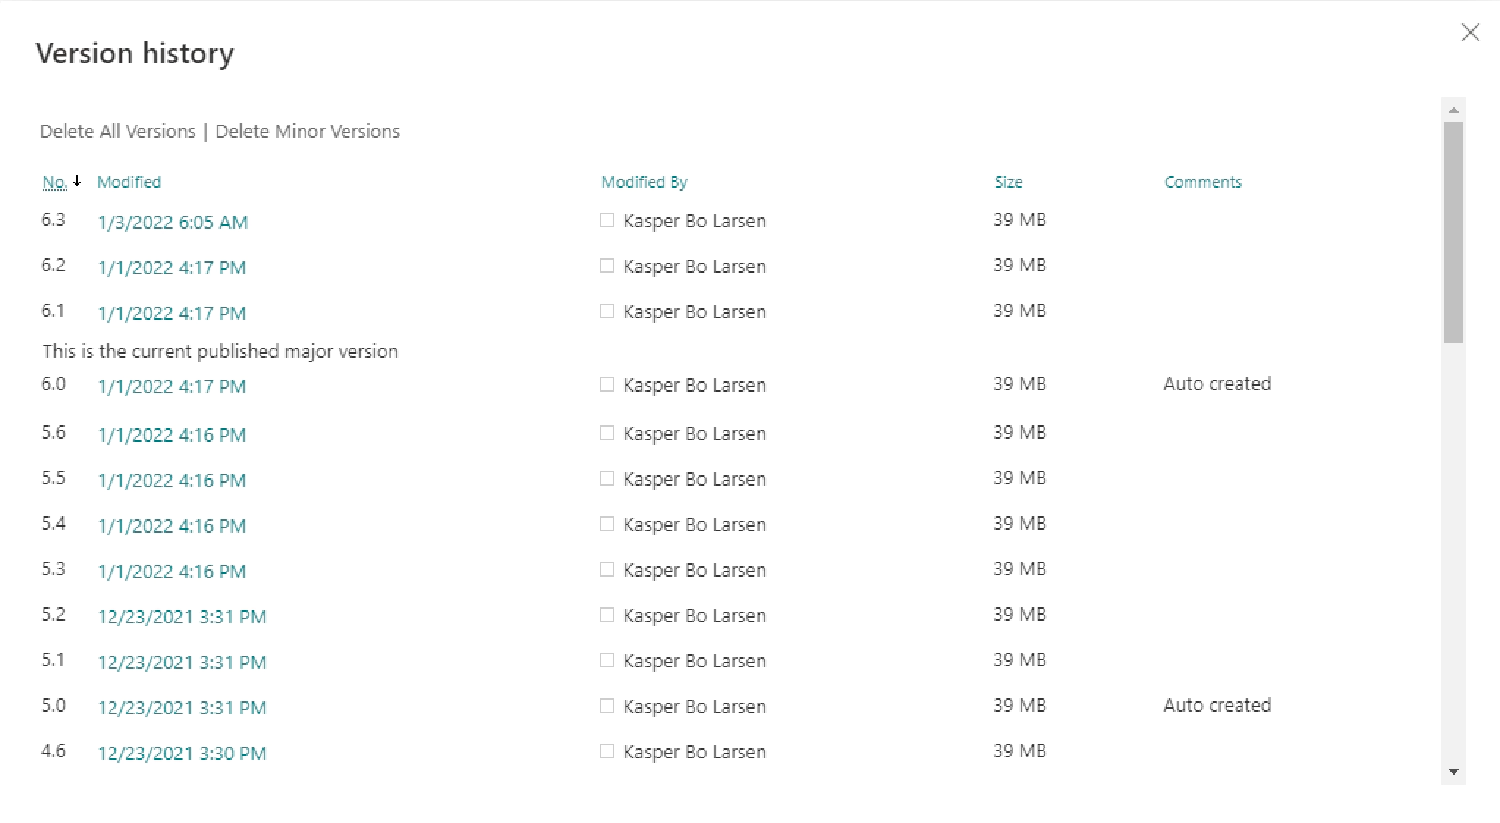 Version history
Delete All Versions | Delete Minor Versions
No. Modified Modified By Size Comments
6.3 1/3/2022 6:05 AM Kasper Bo Larsen 39 MB
6.2 1/1/2022 4:17 PM Kasper Bo Larsen 39 MB
6.1 1/1/2022 4:17 PM Kasper Bo Larsen 39 MB
This is the current published major version
6.0 1/1/2022 4:17 PM Kasper Bo Larsen 39 MB Auto created
5.6 1/1/2022 4:16 PM Kasper Bo Larsen 39 MB
5.5 1/1/2022 4:16 PM Kasper Bo Larsen 39 MB
5.4 1/1/2022 4:16 PM Kasper Bo Larsen 39 MB
5.3 1/1/2022 4:16 PM Kasper Bo Larsen 39 MB
5.2 12/23/2021 3:31 PM Kasper Bo Larsen 39 MB
5.1 12/23/2021 3:31 PM Kasper Bo Larsen 39 MB
5.0 12/23/2021 3:31 PM Kasper Bo Larsen 39 MB Auto created
4.6 12/23/2021 3:30 PM Kasper Bo Larsen 39 MB